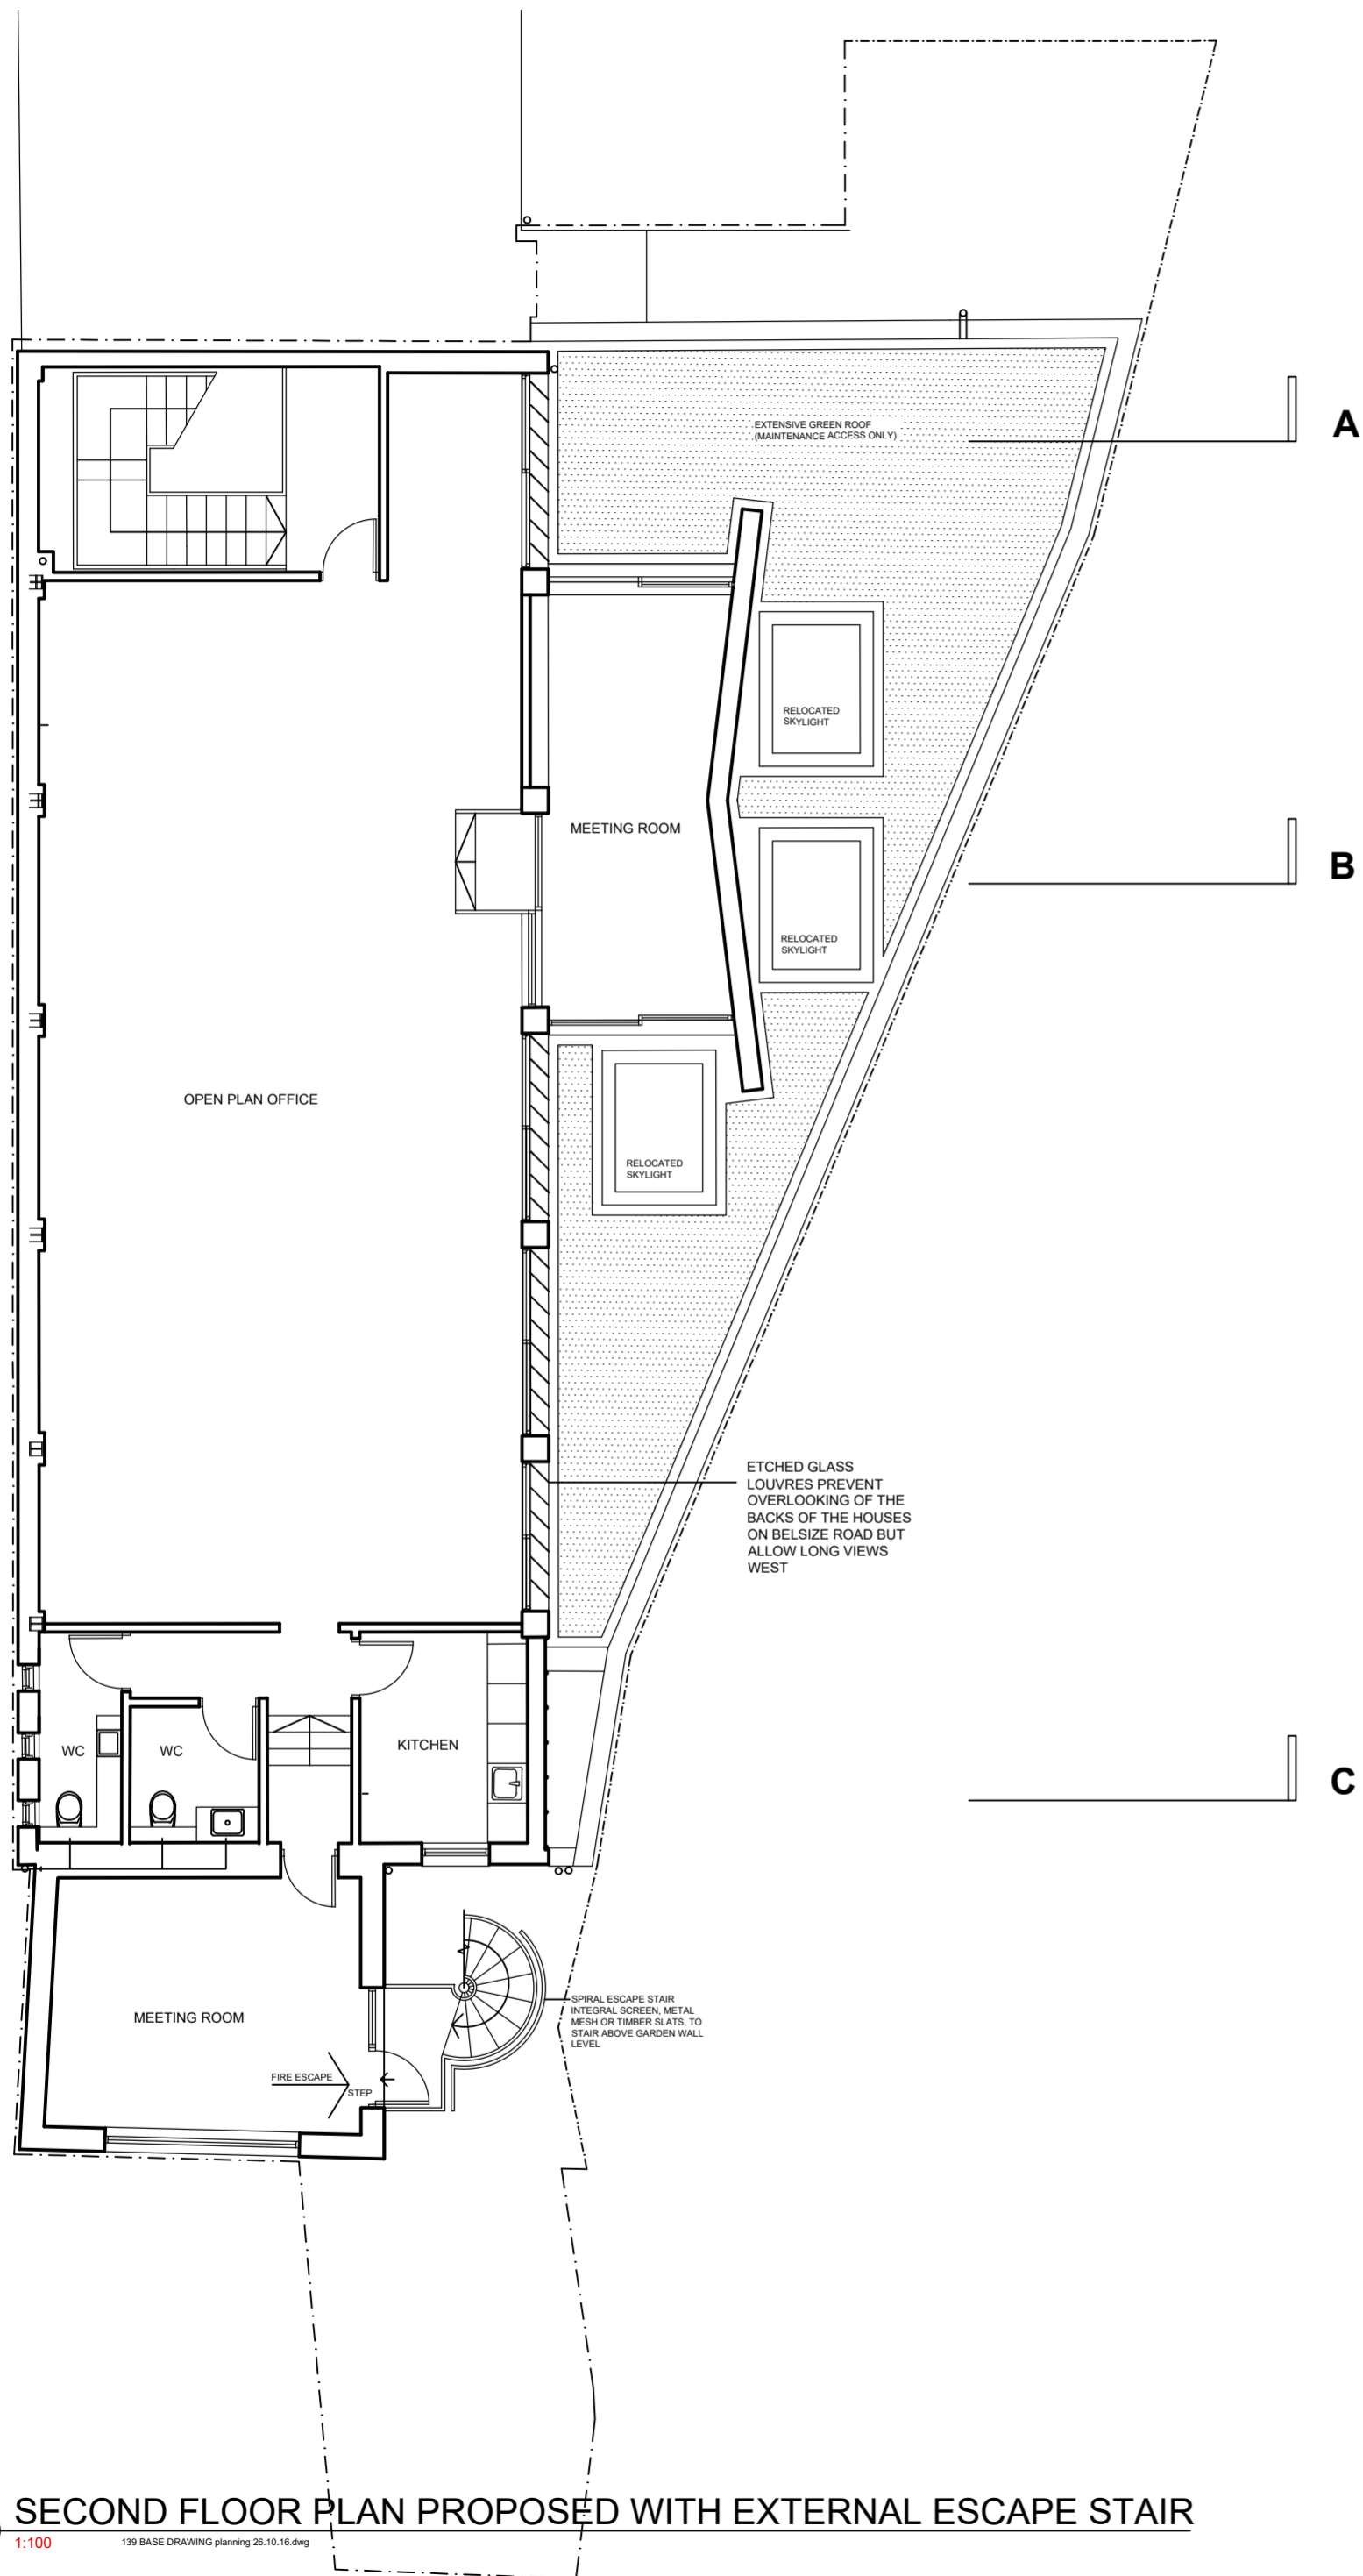 EXTENSIVE GREEN ROOF
(MAINTENANCE ACCESS ONLY)
A
RELOCATED
SKYLIGHT
MEETING ROOM
B
RELOCATED
SKYLIGHT
OPEN PLAN OFFICE
RELOCATED
SKYLIGHT
ETCHED GLASS
LOUVRES PREVENT
OVERLOOKING OF THE
BACKS OF THE HOUSES
ON BELSIZE ROAD BUT
ALLOW LONG VIEWS
WEST
WC
WC
KITCHEN
C
MEETING ROOM
SPIRAL ESCAPE STAIR
INTEGRAL SCREEN, METAL
MESH OR TIMBER SLATS, TO
STAIR ABOVE GARDEN WALL
LEVEL
FIRE ESCAPE
STEP
SECOND FLOOR PLAN PROPOSED WITH EXTERNAL ESCAPE STAIR
1:100
139 BASE DRAWING planning 26.10.16.dwg